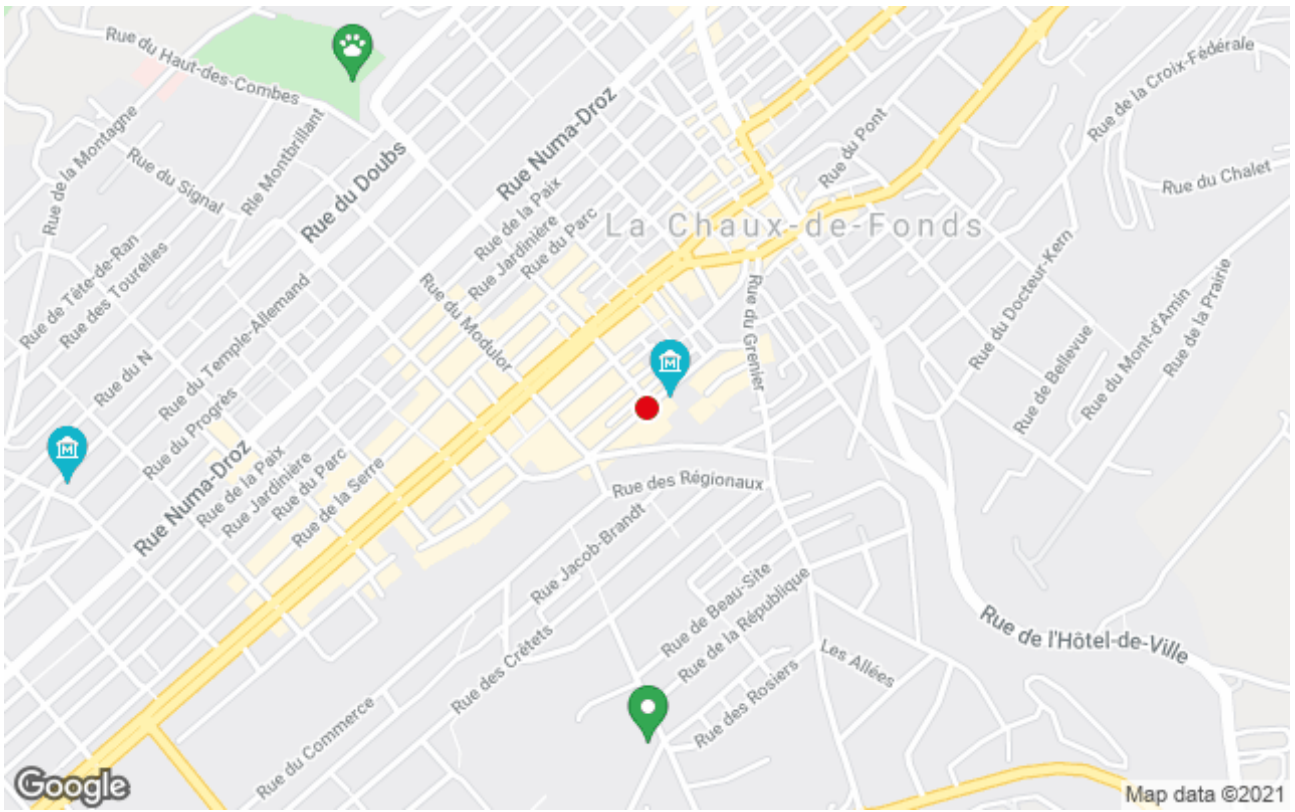 Rue du Haut-des-Combes
Rue de la Montagne
Rue du Signal
Rle Montbrillant
Rue du Doubs
Rue Numa-Droz
Rue de la Croix-Fédérale
Rue du Pont
Rue du Chalet
La Chaux-de-Fonds
Rue de la Paix
Rue Jardinière
Rue du Parc
Rue de Tête-de-Ran
Rue des Tourelles
Rue du Temple-Allemand
Rue du Modulor
Rue du Grenier
Rue du Docteur-Kern
Rue de Bellevue
Rue du Mont-d'Amin
Rue de la Prairie
Rue du N
Rue du Progrès
M
M
Rue Numa-Droz
Rue de la Paix
Rue Jardinière
Rue du Parc
Rue de la Serre
Rue des Régionaux
Rue Jacob-Brandt
Rue de Beau-Site
Rue de la République
Rue des Rosiers
Les Allées
Rue de l'Hôtel-de-Ville
Rue des Crêtets
Rue du Commerce
Google
Map data ©2021